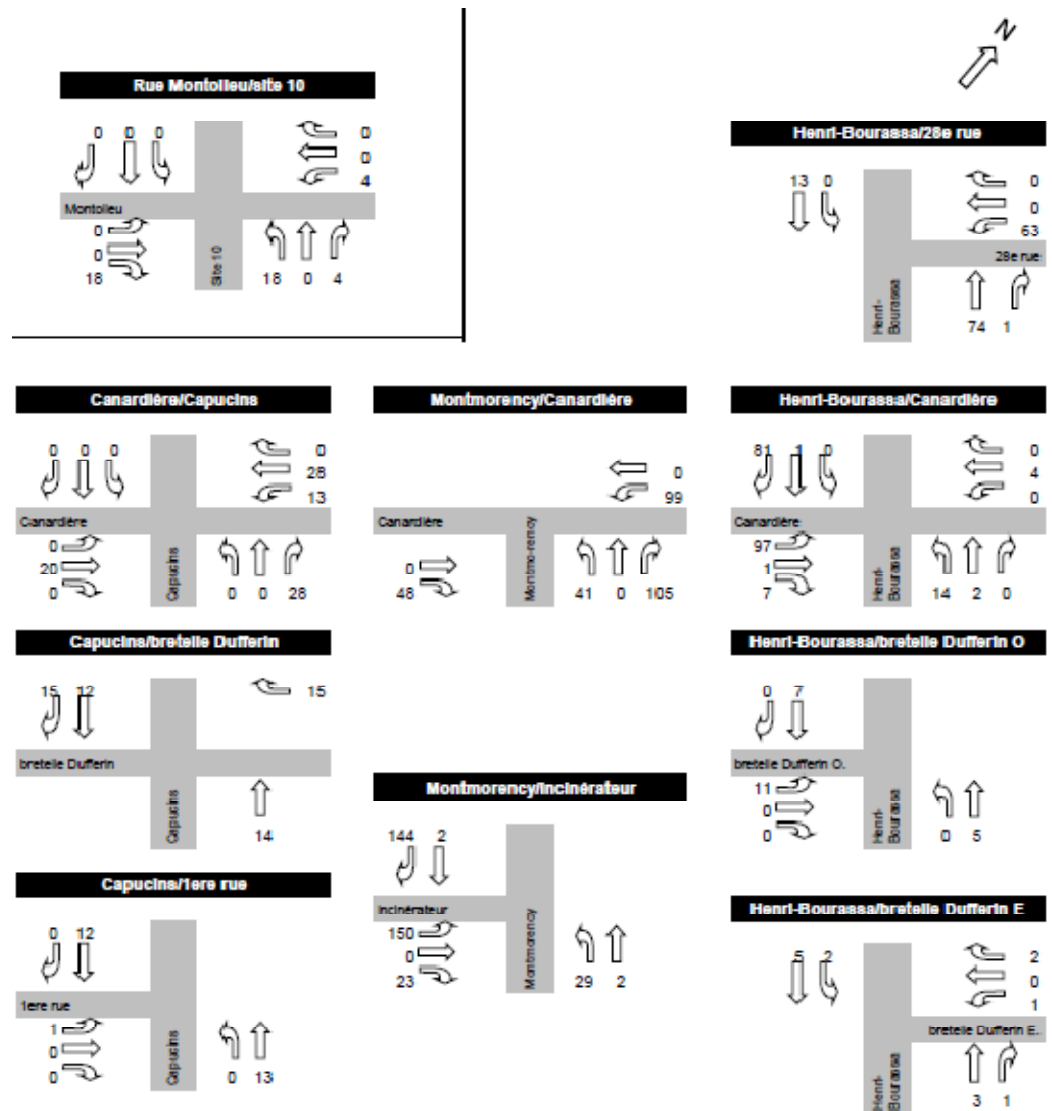 N
Rue Montolieu/site 10
0 0 0
0
0
4
Montolieu
0
0
18
Site 10
18 0 4
Henri-Bourassa/28e rue
13 0
0
0
63
28e rue
Henri-
Bourassa
74 1
Canardière/Capucins
0 0 0
0
28
13
Canardière
0
20
0
Capucins
0 0 28
Montmorency/Canardière
0
99
Canardière
0
48
Montmo-rency
41 0 105
Henri-Bourassa/Canardière
81 1 0
0
4
0
Canardière
97
1
7
Henri-
Bourassa
14 2 0
Capucins/bretelle Dufferin
15 12
15
bretelle Dufferin
Capucins
14
Henri-Bourassa/bretelle Dufferin O
0 7
bretelle Dufferin O.
11
0
0
Henri-
Bourassa
0 5
Montmorency/Incinérateur
144 2
Incinérateur
150
0
23
Montmorency
29 2
Capucins/1ere rue
0 12
1ere rue
1
0
0
Capucins
0 13
Henri-Bourassa/bretelle Dufferin E
5 2
2
0
1
bretelle Dufferin E.
Henri-
Bourassa
3 1